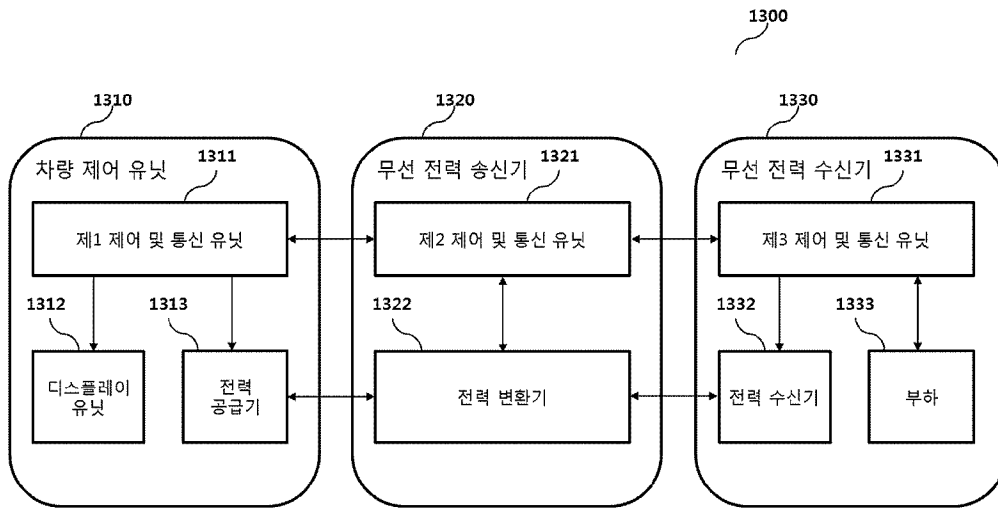 1300
1310
1320
1330
차량 제어 유닛
1311
무선 전력 송신기
1321
무선 전력 수신기
1331
제1 제어 및 통신 유닛
제2 제어 및 통신 유닛
제3 제어 및 통신 유닛
1312
1313
1322
1332
1333
디스플레이
유닛
전력
공급기
전력 변환기
전력 수신기
부하